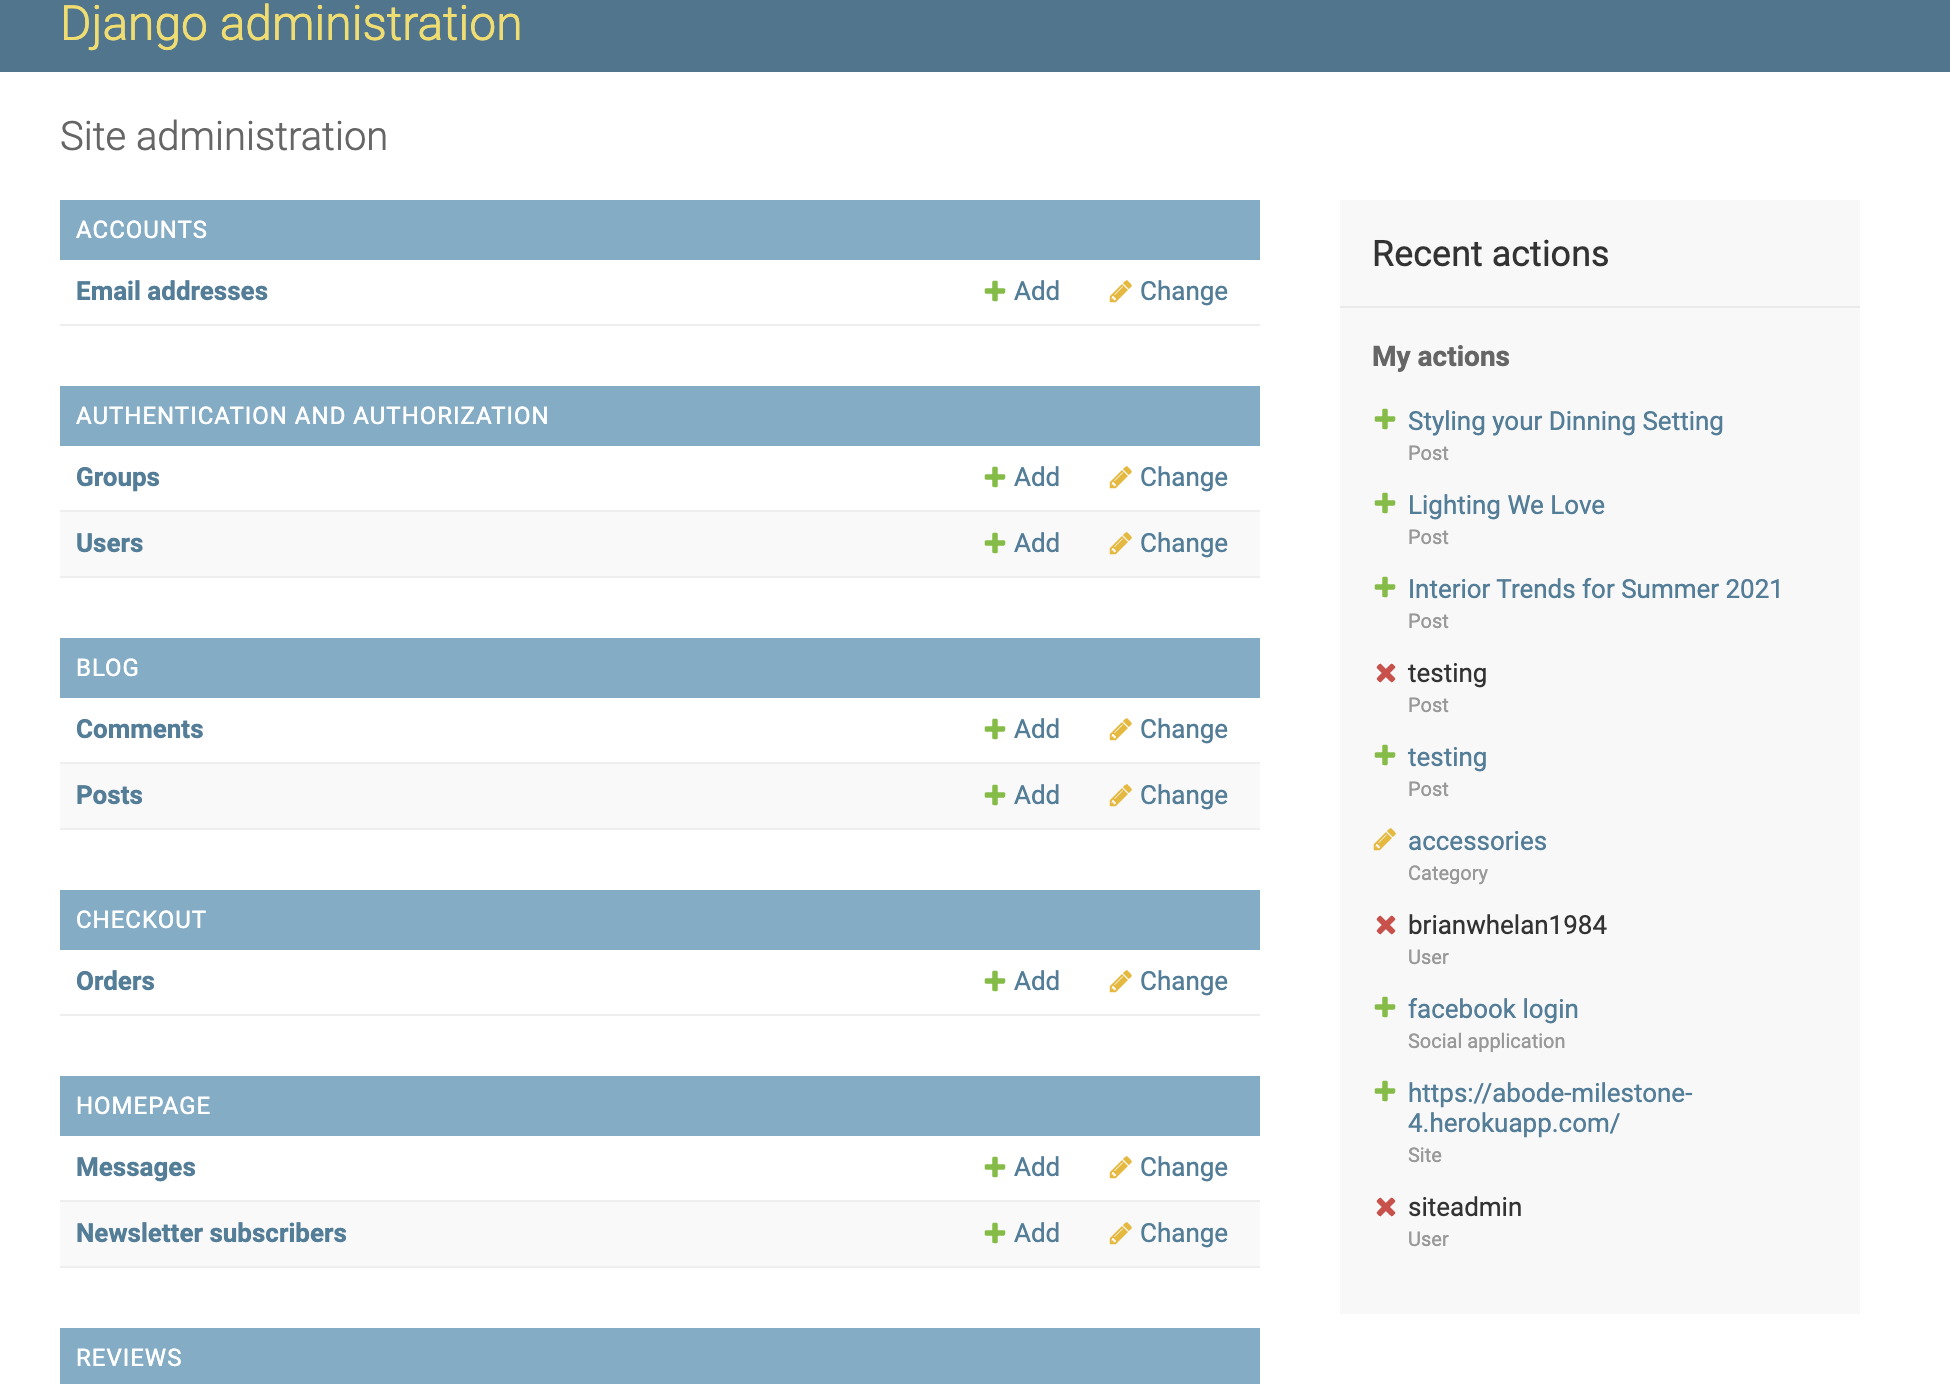 Django administration
Site administration
ACCOUNTS
Email addresses Add Change
AUTHENTICATION AND AUTHORIZATION
Groups Add Change
Users Add Change
BLOG
Comments Add Change
Posts Add Change
CHECKOUT
Orders Add Change
HOMEPAGE
Messages Add Change
Newsletter subscribers Add Change
REVIEWS
Recent actions
My actions
Styling your Dinning Setting
Post
Lighting We Love
Post
Interior Trends for Summer 2021
Post
testing
Post
testing
Post
accessories
Category
brianwhelan1984
User
facebook login
Social application
https://abode-milestone-
4.herokuapp.com/
Site
siteadmin
User